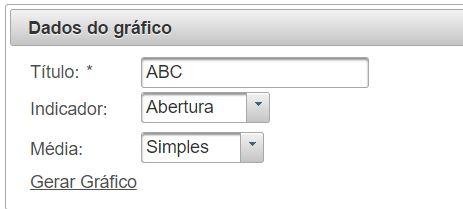 Dados do gráfico
Título: * ABC
Indicador: Abertura
Média: Simples
Gerar Gráfico